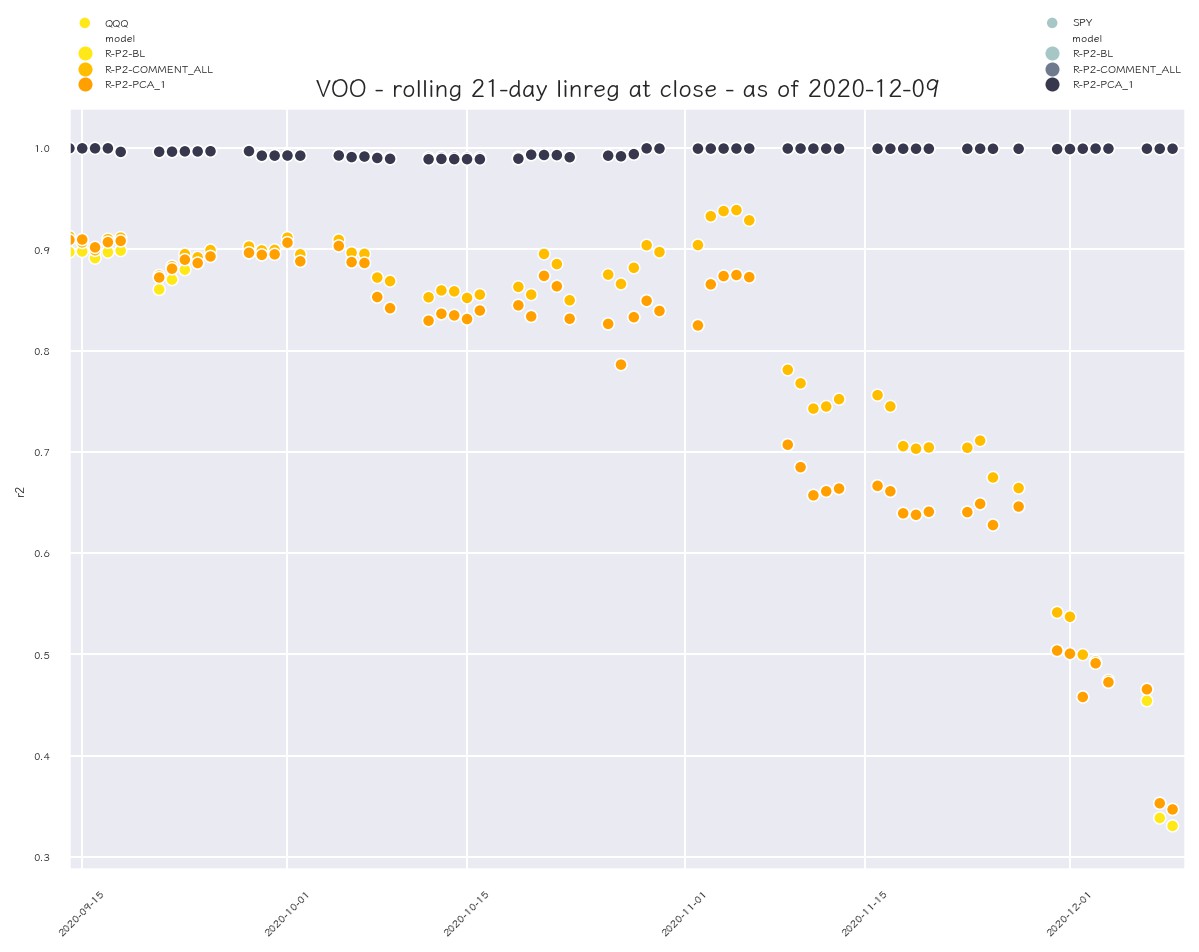 QQQ
model
R-P2-BL
R-P2-COMMENT_ALL
R-P2-PCA_1
SPY
model
R-P2-BL
R-P2-COMMENT_ALL
R-P2-PCA_1
VOO - rolling 21-day linreg at close - as of 2020-12-09
1.0
0.9
0.8
0.7
0.6
0.5
0.4
0.3
r2
2020-09-15
2020-10-01
2020-10-15
2020-11-01
2020-11-15
2020-12-01